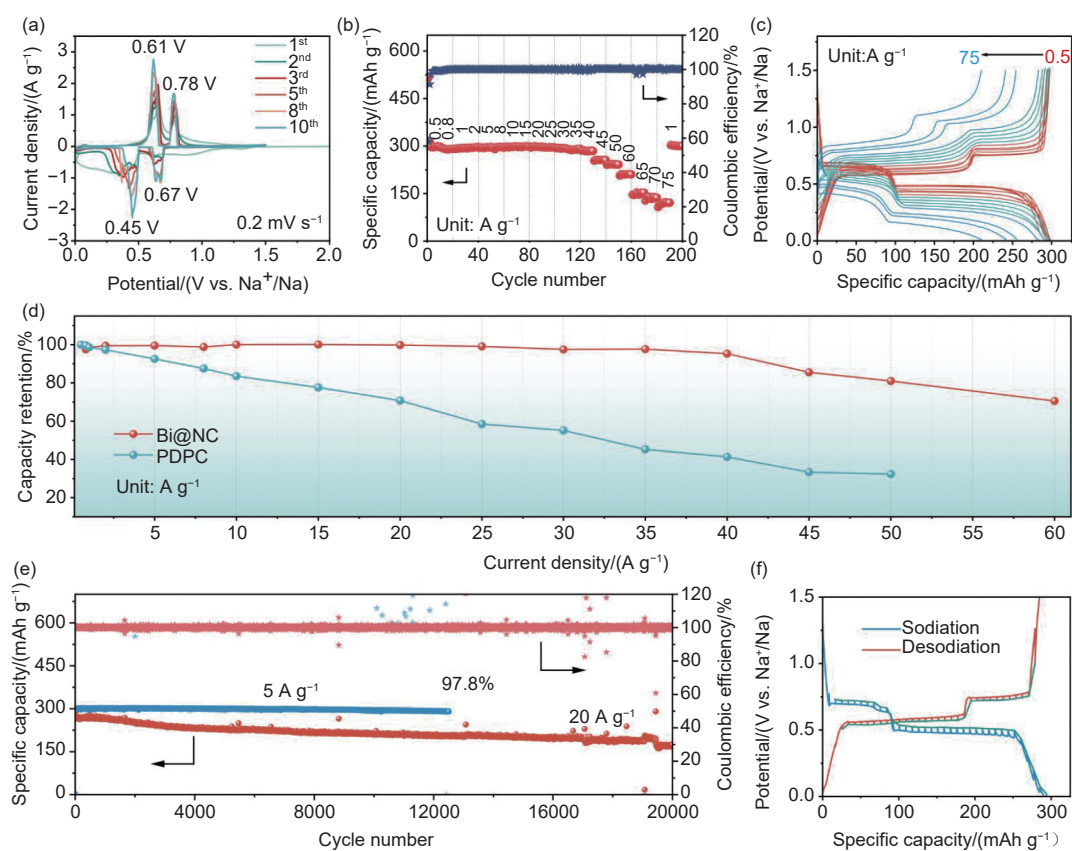 (a)
Current density/(A g⁻¹)
3
2
1
0
−1
−2
−3
0.61 V
0.78 V
0.67 V
0.45 V
0.2 mV s⁻¹
1st
2nd
3rd
5th
8th
10th
0.0
0.5
1.0
1.5
2.0
Potential/(V vs. Na⁺/Na)
(b)
Specific capacity/(mAh g⁻¹)
600
450
300
150
0
0.5
0.8
1
2
5
8
10
15
20
25
30
35
40
45
50
60
65
70
75
1
Unit: A g⁻¹
120
100
80
60
40
20
0
Coulombic efficiency/%
0
20
40
60
80
100
120
140
160
180
200
Cycle number
(c)
Potential/(V vs. Na⁺/Na)
1.5
1.0
0.5
0.0
Unit:A g⁻¹
75
0.5
0
50
100
150
200
250
300
Specific capacity/(mAh g⁻¹)
(d)
Capacity retention/%
100
80
60
40
20
Bi@NC
PDPC
Unit: A g⁻¹
5
10
15
20
25
30
35
40
45
50
55
60
Current density/(A g⁻¹)
(e)
Specific capacity/(mAh g⁻¹)
600
450
300
150
0
5 A g⁻¹
97.8%
20 A g⁻¹
120
100
80
60
40
20
0
Coulombic efficiency/%
0
4000
8000
12000
16000
20000
Cycle number
(f)
Potential/(V vs. Na⁺/Na)
1.5
1.0
0.5
0.0
Sodiation
Desodiation
0
100
200
300
Specific capacity/(mAh g⁻¹）